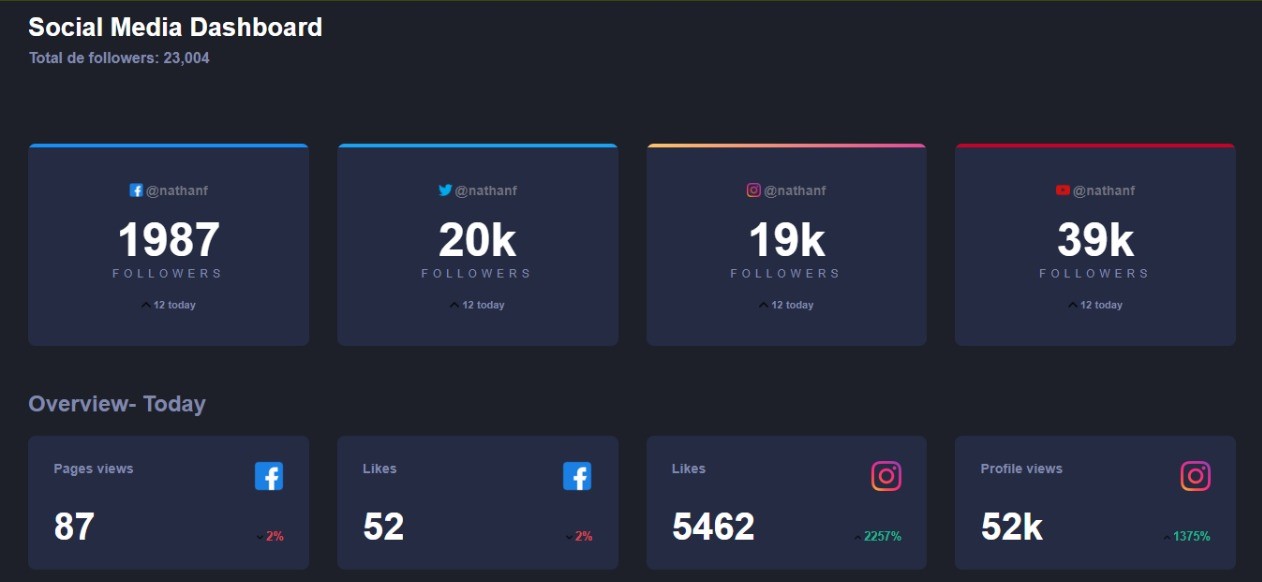 Social Media Dashboard
Total de followers: 23,004
@nathanf @nathanf @nathanf @nathanf
1987 20k 19k 39k
FOLLOWERS FOLLOWERS FOLLOWERS FOLLOWERS
12 today 12 today 12 today 12 today
Overview- Today
Pages views Likes Likes Profile views
87 2% 52 2% 5462 2257% 52k 1375%